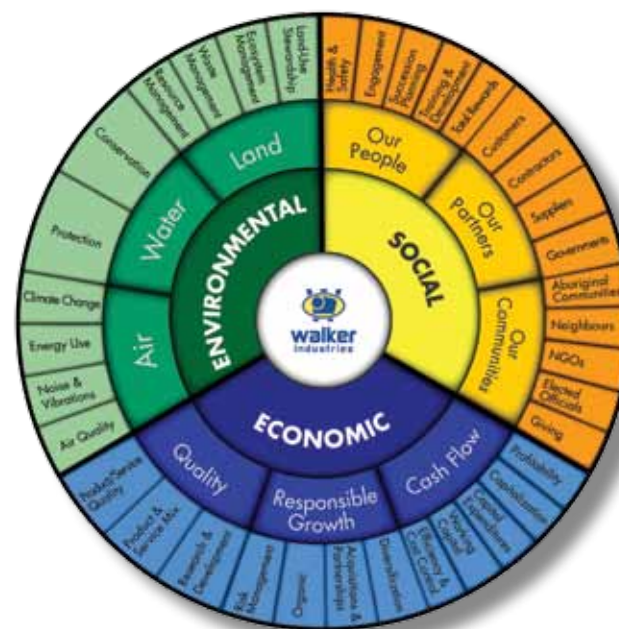 walker
industries
ENVIRONMENTAL
SOCIAL
ECONOMIC
Air
Water
Land
Our
People
Our
Partners
Our
Communities
Cash Flow
Responsible
Growth
Quality
Air Quality
Noise &
Vibrations
Energy Use
Climate Change
Protection
Conservation
Resource
Management
Waste
Management
Ecosystem
Management
Land-Use
Stewardship
Health &
Safety
Engagement
Succession
Planning
Training &
Development
Total Rewards
Customers
Contractors
Suppliers
Governments
Aboriginal
Communities
Neighbours
NGOs
Elected
Officials
Giving
Profitability
Capitalization
Capital
Expenditures
Working
Capital
Efficiency &
Cost Control
Diversification
Acquisitions &
Partnerships
Organic
Risk
Management
Research &
Development
Product &
Service Mix
Product/Service
Quality